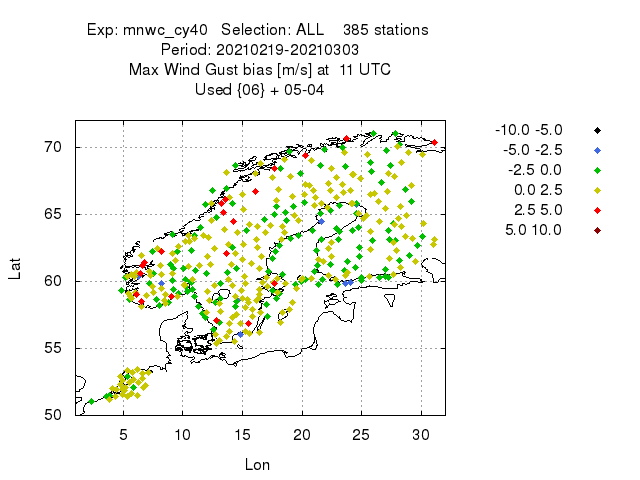 Exp: mnwc_cy40 Selection: ALL 385 stations
Period: 20210219-20210303
Max Wind Gust bias [m/s] at 11 UTC
Used {06} + 05-04
-10.0 -5.0
-5.0 -2.5
-2.5 0.0
0.0 2.5
2.5 5.0
5.0 10.0
70
65
60
55
50
Lat
5 10 15 20 25 30
Lon